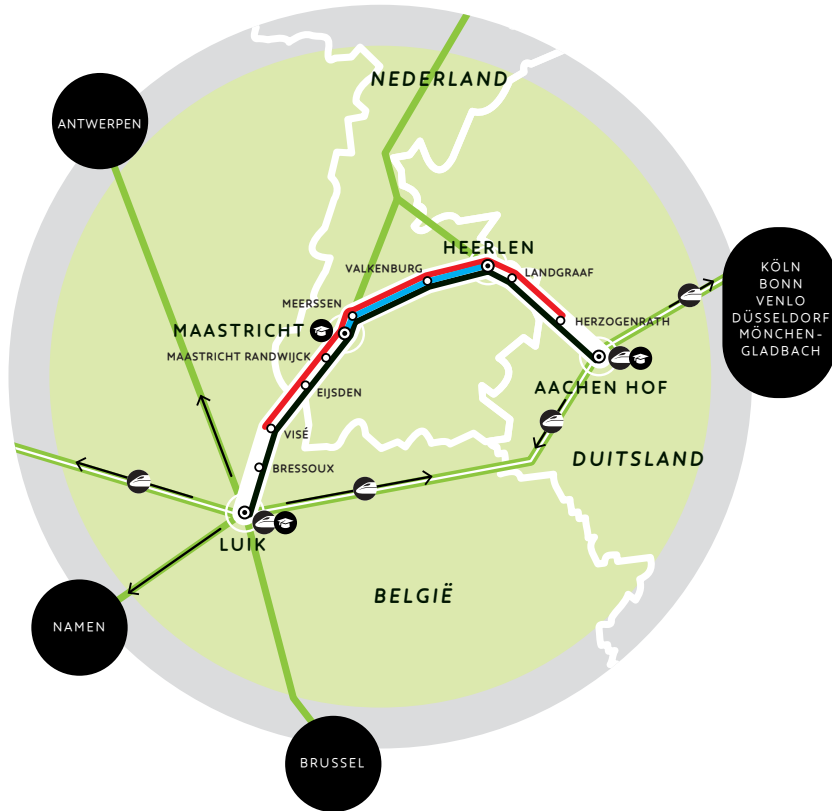 NEDERLAND
ANTWERPEN
HEERLEN
VALKENBURG
LANDGRAAF
KÖLN
BONN
VENLO
DÜSSELDORF
MÖNCHEN-
GLADBACH
MEERSSEN
HERZOGENRATH
MAASTRICHT
MAASTRICHT RANDWIJCK
AACHEN HOF
EIJSDEN
VISÉ
DUITSLAND
BRESSOUX
LUIK
BELGIË
NAMEN
BRUSSEL